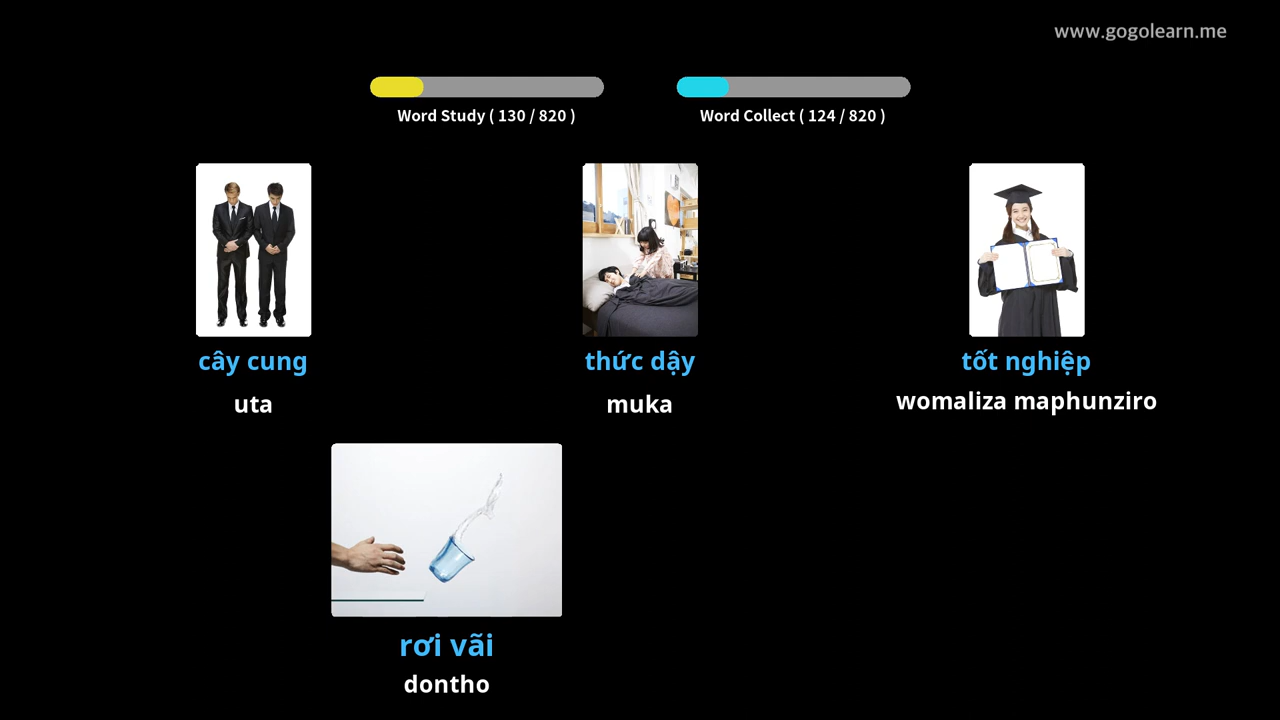 www.gogolearn.me
Word Study ( 130 / 820 )
Word Collect ( 124 / 820 )
cây cung
uta
thức dậy
muka
tốt nghiệp
womaliza maphunziro
rơi vãi
dontho